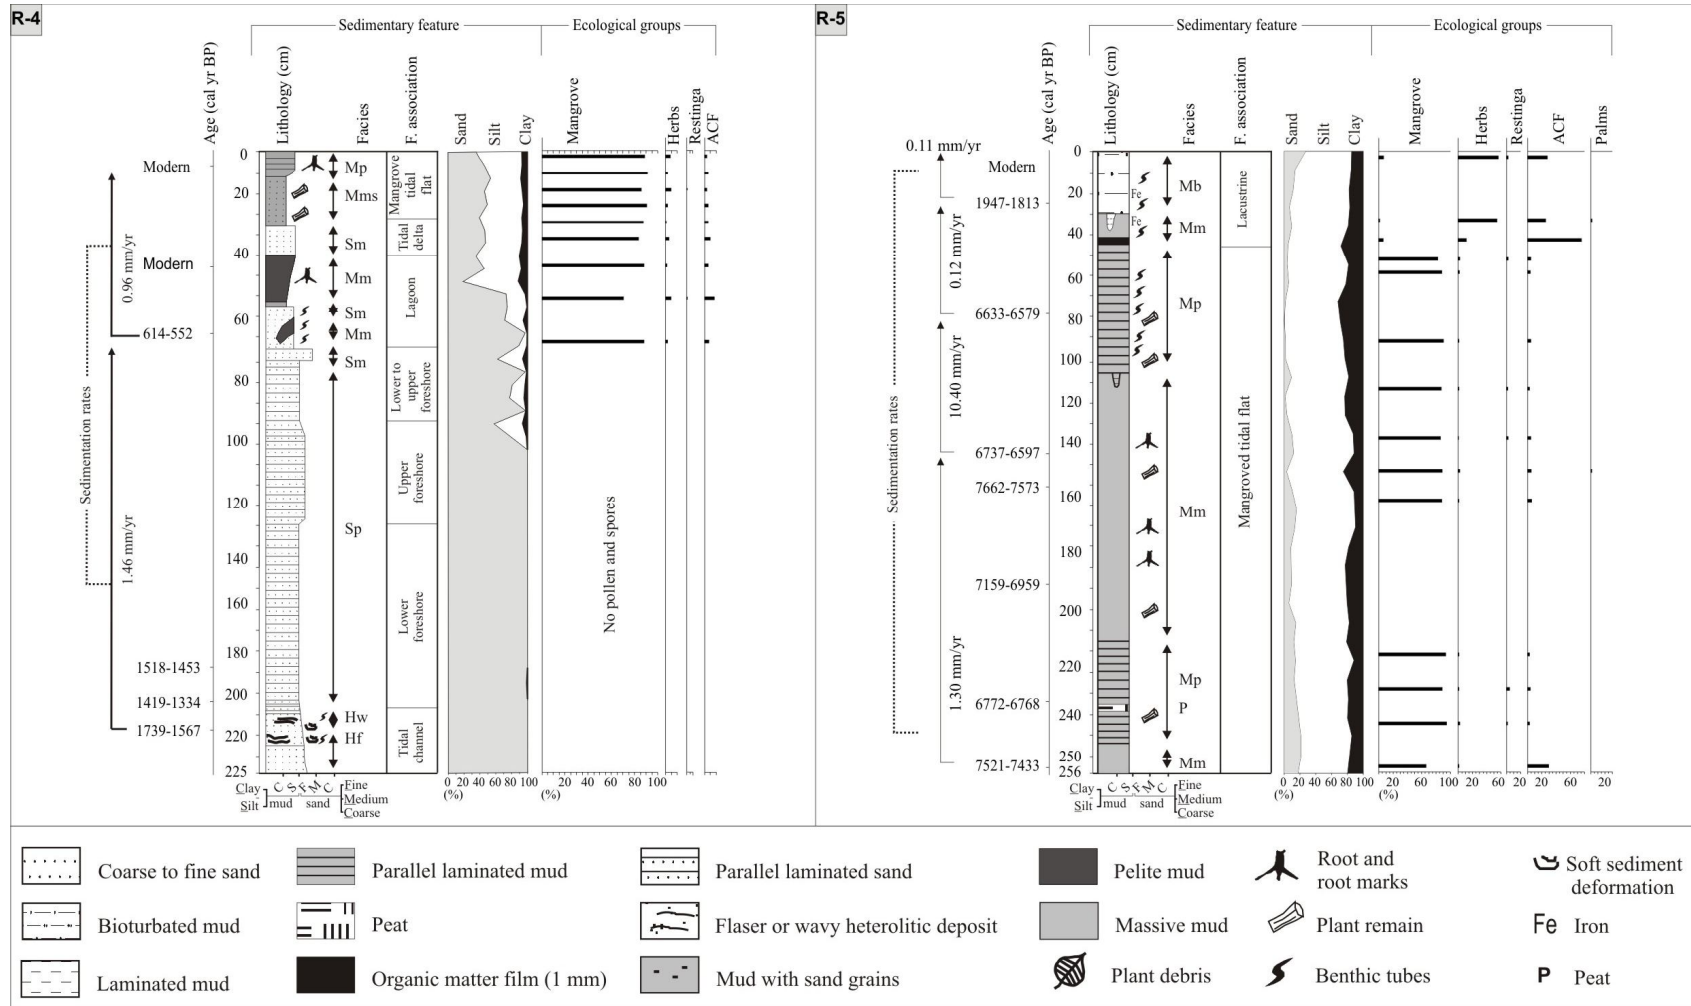 R-4
Sedimentary feature
Ecological groups
Age (cal yr BP)
Lithology (cm)
Facies
F. association
Sand
Silt
Clay
Mangrove
Herbs
Restinga
ACF
Sedimentation rates
0.96 mm/yr
1.46 mm/yr
Modern
Modern
614-552
1518-1453
1419-1334
1739-1567
0
20
40
60
80
100
120
140
160
180
200
220
225
Mp
Mms
Sm
Mm
Sm
Mm
Sm
Sp
Hw
Hf
Mangrove
tidal
flat
Tidal
delta
Lagoon
Lower to
upper
foreshore
Upper
foreshore
Lower
foreshore
Tidal
channel
No pollen and spores
0 20 40 60 80 100
(%)
20 40 60 80 100
(%)
20
20
Clay
Silt
mud
C S F M C
sand
Fine
Medium
Coarse
R-5
Sedimentary feature
Ecological groups
Age (cal yr BP)
Lithology (cm)
Facies
F. association
Sand
Silt
Clay
Mangrove
Herbs
Restinga
ACF
Palms
Sedimentation rates
0.11 mm/yr
0.12 mm/yr
10.40 mm/yr
1.30 mm/yr
Modern
1947-1813
6633-6579
6737-6597
7662-7573
7159-6959
6772-6768
7521-7433
0
20
40
60
80
100
120
140
160
180
200
220
240
250
256
Fe
Fe
Mb
Mm
Mp
Mm
Mp
P
Mm
Lacustrine
Mangroved tidal flat
0 20 40 60 80 100
(%)
20 40 60 80 100
(%)
20 60
20
20 60
20
Clay
Silt
mud
C S F M C
sand
Fine
Medium
Coarse
Coarse to fine sand
Parallel laminated mud
Parallel laminated sand
Pelite mud
Root and
root marks
Soft sediment
deformation
Bioturbated mud
Peat
Flaser or wavy heterolitic deposit
Massive mud
Plant remain
Fe Iron
Laminated mud
Organic matter film (1 mm)
Mud with sand grains
Plant debris
Benthic tubes
P Peat